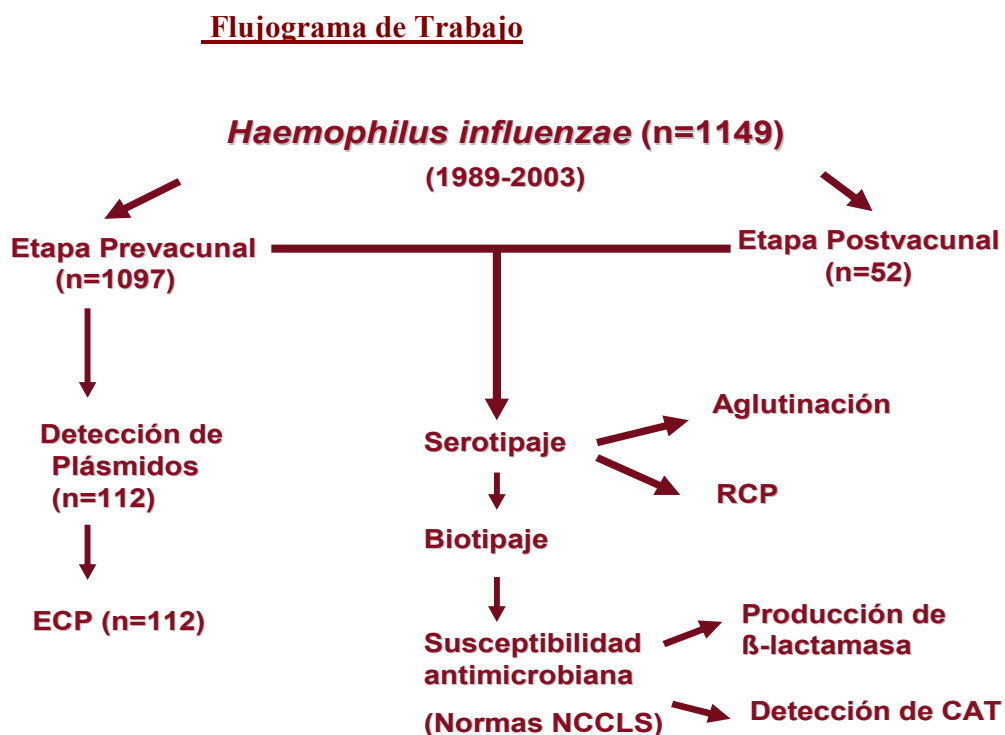 Flujograma de Trabajo
Haemophilus influenzae (n=1149)
(1989-2003)
Etapa Prevacunal
(n=1097)
Etapa Postvacunal
(n=52)
Detección de
Plásmidos
(n=112)
ECP (n=112)
Serotipaje
Aglutinación
RCP
Biotipaje
Susceptibilidad
antimicrobiana
(Normas NCCLS)
Producción de
ß-lactamasa
Detección de CAT